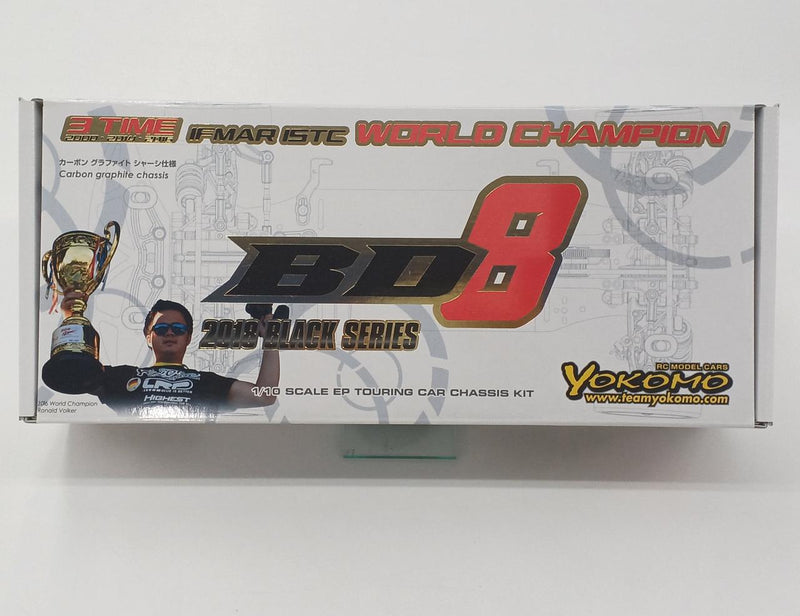 3 TIME
IFMAR ISTC WORLD CHAMPION
カーボン グラファイト シャーシ仕様
Carbon graphite chassis
BD8
2018 BLACK SERIES
LRP
HIGHEST
1/10 SCALE EP TOURING CAR CHASSIS KIT
2016 World Champion
Ronald Volker
RC MODEL CARS
YOKOMO
www.teamyokomo.com